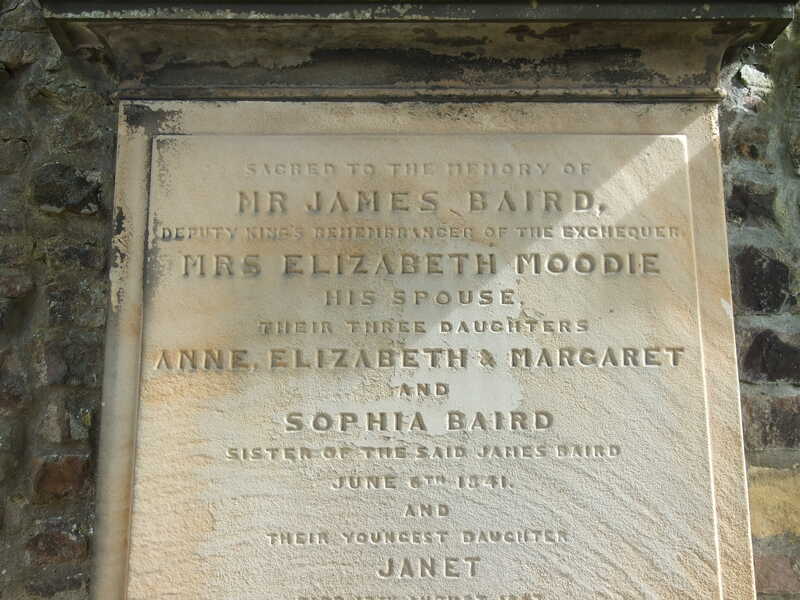 SACRED TO THE MEMORY OF
MR JAMES BAIRD,
DEPUTY KING'S REMEMBRANCER OF THE EXCHEQUER
MRS ELIZABETH MOODIE
HIS SPOUSE,
THEIR THREE DAUGHTERS
ANNE, ELIZABETH & MARGARET
AND
SOPHIA BAIRD
SISTER OF THE SAID JAMES BAIRD
JUNE 6TH 1841.
AND
THEIR YOUNGEST DAUGHTER
JANET
AUGUST